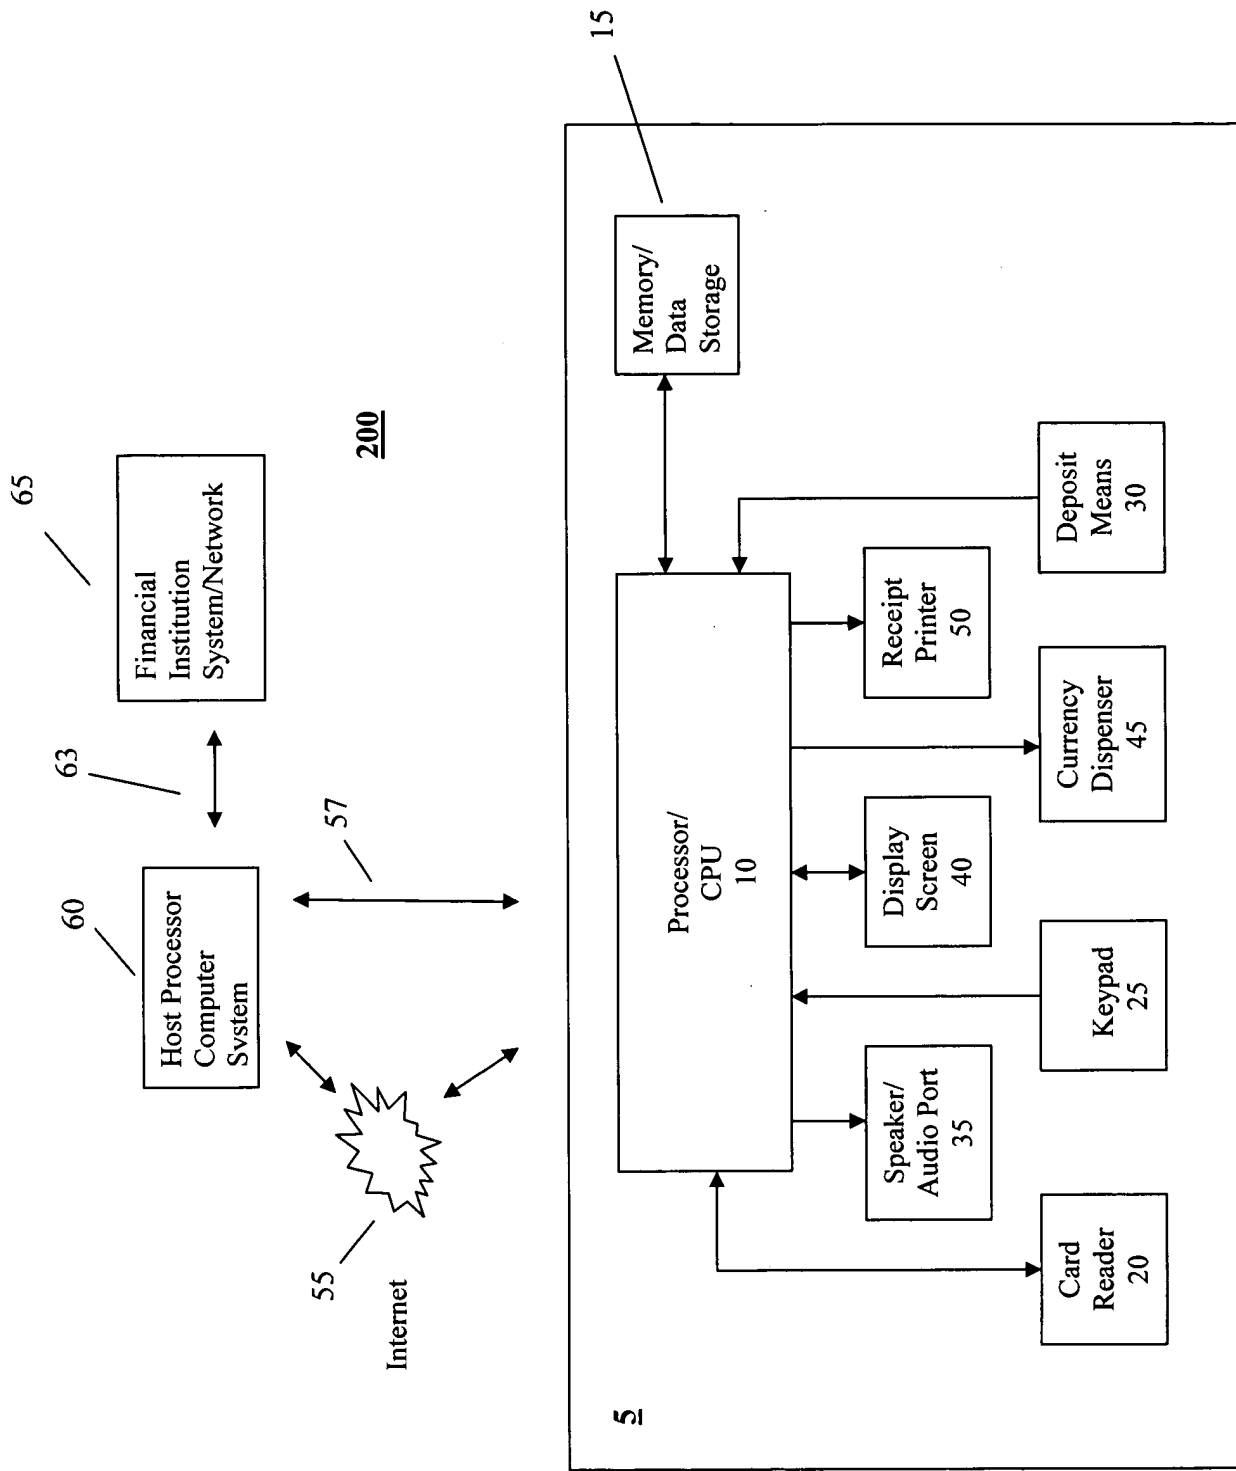 65
63
60
Financial
Institution
System/Network
Host Processor
Computer
System
57
200
55
Internet
5
15
Memory/
Data
Storage
Processor/
CPU
10
Speaker/
Audio Port
35
Display
Screen
40
Receipt
Printer
50
Card
Reader
20
Keypad
25
Currency
Dispenser
45
Deposit
Means
30